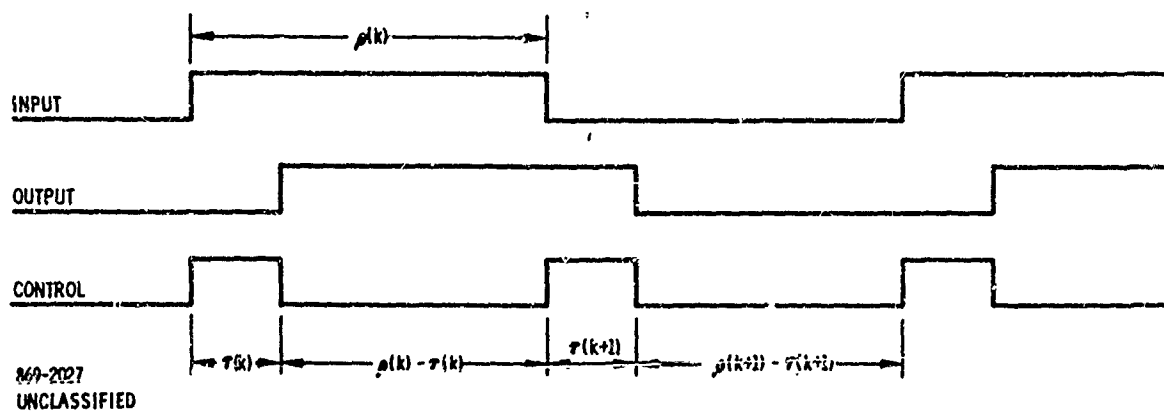 ρ(k)
INPUT
OUTPUT
CONTROL
τ(k)
ρ(k) - τ(k)
τ(k+1)
ρ(k+1) - τ(k+1)
869-2027
UNCLASSIFIED